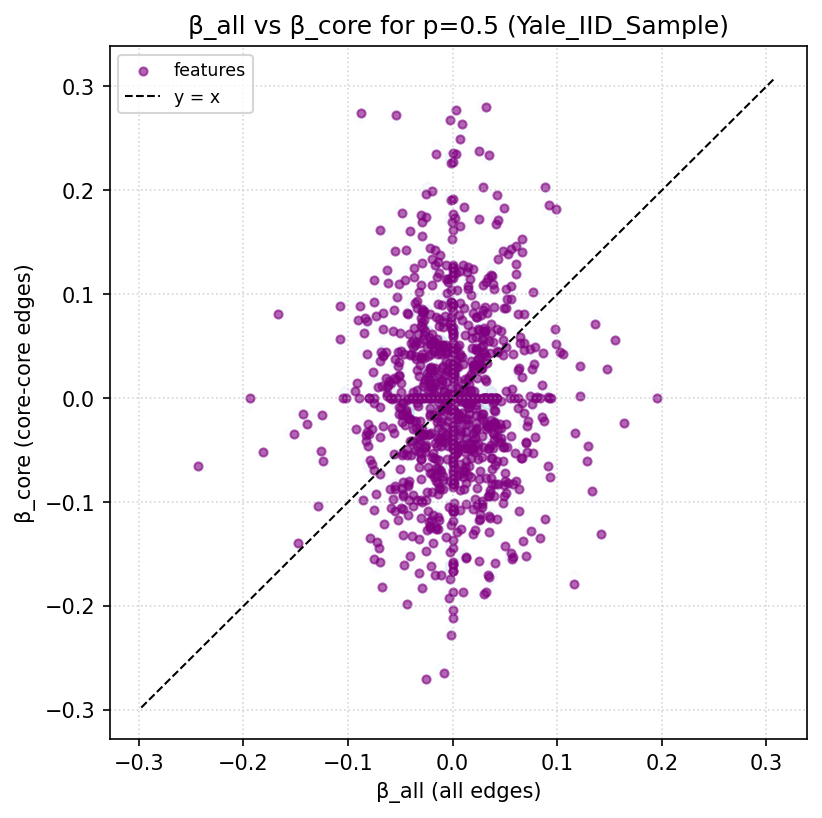 β_all vs β_core for p=0.5 (Yale_IID_Sample)
features
y = x
β_core (core-core edges)
0.3
0.2
0.1
0.0
−0.1
−0.2
−0.3
−0.3
−0.2
−0.1
0.0
0.1
0.2
0.3
β_all (all edges)